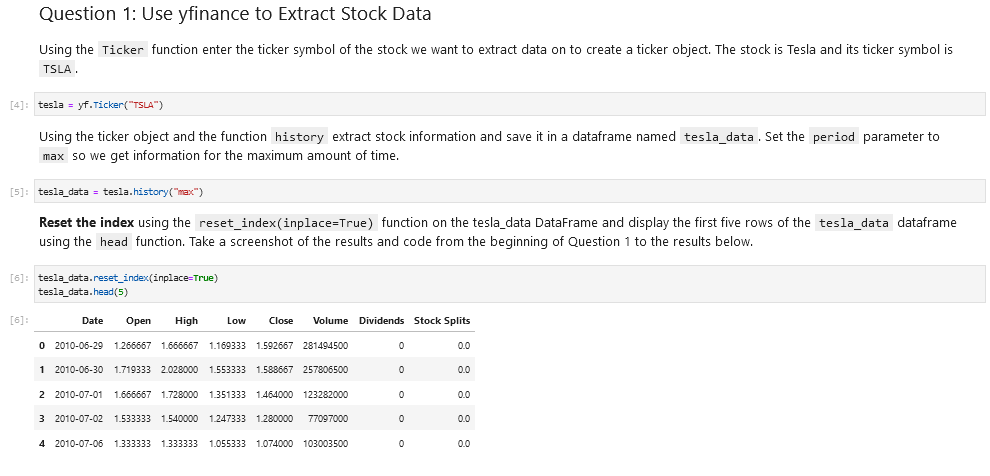 Question 1: Use yfinance to Extract Stock Data
Using the Ticker function enter the ticker symbol of the stock we want to extract data on to create a ticker object. The stock is Tesla and its ticker symbol is
TSLA .
[4]: tesla = yf.Ticker("TSLA")
Using the ticker object and the function history extract stock information and save it in a dataframe named tesla_data . Set the period parameter to
max so we get information for the maximum amount of time.
[5]: tesla_data = tesla.history("max")
Reset the index using the reset_index(inplace=True) function on the tesla_data DataFrame and display the first five rows of the tesla_data dataframe
using the head function. Take a screenshot of the results and code from the beginning of Question 1 to the results below.
[6]: tesla_data.reset_index(inplace=True)
tesla_data.head(5)
[6]: Date Open High Low Close Volume Dividends Stock Splits
0 2010-06-29 1.266667 1.666667 1.169333 1.592667 281494500 0 0.0
1 2010-06-30 1.719333 2.028000 1.553333 1.588667 257806500 0 0.0
2 2010-07-01 1.666667 1.728000 1.351333 1.464000 123282000 0 0.0
3 2010-07-02 1.533333 1.540000 1.247333 1.280000 77097000 0 0.0
4 2010-07-06 1.333333 1.333333 1.055333 1.074000 103003500 0 0.0